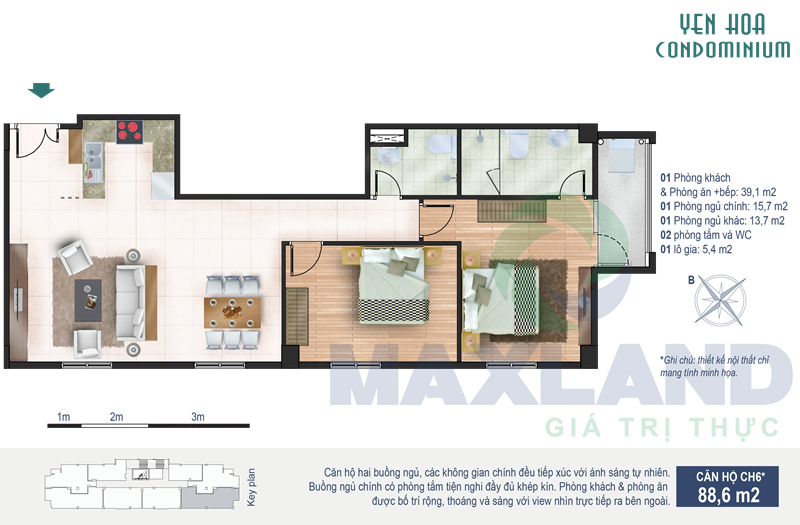 YEN HOA
CONDOMINIUM
01 Phòng khách
& Phòng ăn +bếp: 39,1 m2
01 Phòng ngủ chính: 15,7 m2
01 Phòng ngủ khác: 13,7 m2
02 phòng tắm và WC
01 lô gia: 5,4 m2
B
*Ghi chú: thiết kế nội thất chỉ
mang tính minh họa.
MAXLAND
GIÁ TRỊ THỰC
1m 2m 3m
Key plan
Căn hộ hai buồng ngủ, các không gian chính đều tiếp xúc với ánh sáng tự nhiên.
Buồng ngủ chính có phòng tắm tiện nghi đầy đủ khép kín. Phòng khách & phòng ăn
được bố trí rộng, thoáng và sáng với view nhìn trực tiếp ra bên ngoài.
CĂN HỘ CH6*
88,6 m2